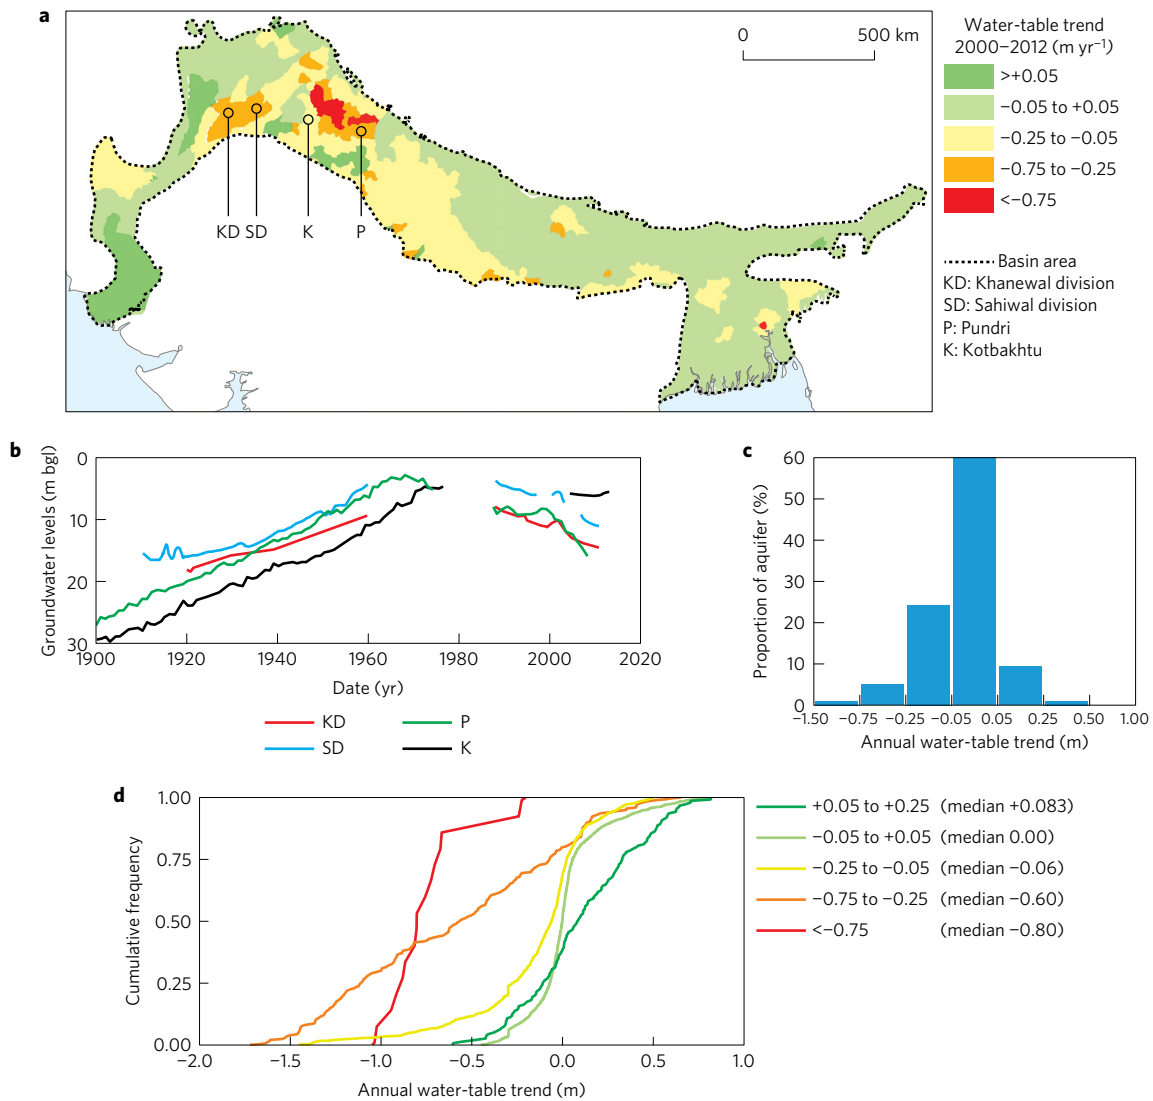 a
0 500 km
KD SD K P
Water-table trend
2000–2012 (m yr⁻¹)
>+0.05
−0.05 to +0.05
−0.25 to −0.05
−0.75 to −0.25
<−0.75
Basin area
KD: Khanewal division
SD: Sahiwal division
P: Pundri
K: Kotbakhtu
b
Groundwater levels (m bgl)
0
10
20
30
1900 1920 1940 1960 1980 2000 2020
Date (yr)
KD P
SD K
c
Proportion of aquifer (%)
60
50
40
30
20
10
0
−1.50 −0.75 −0.25 −0.05 0.05 0.25 0.50 1.00
Annual water-table trend (m)
d
Cumulative frequency
1.00
0.75
0.50
0.25
0.00
−2.0 −1.5 −1.0 −0.5 0.0 0.5 1.0
Annual water-table trend (m)
+0.05 to +0.25 (median +0.083)
−0.05 to +0.05 (median 0.00)
−0.25 to −0.05 (median −0.06)
−0.75 to −0.25 (median −0.60)
<−0.75 (median −0.80)